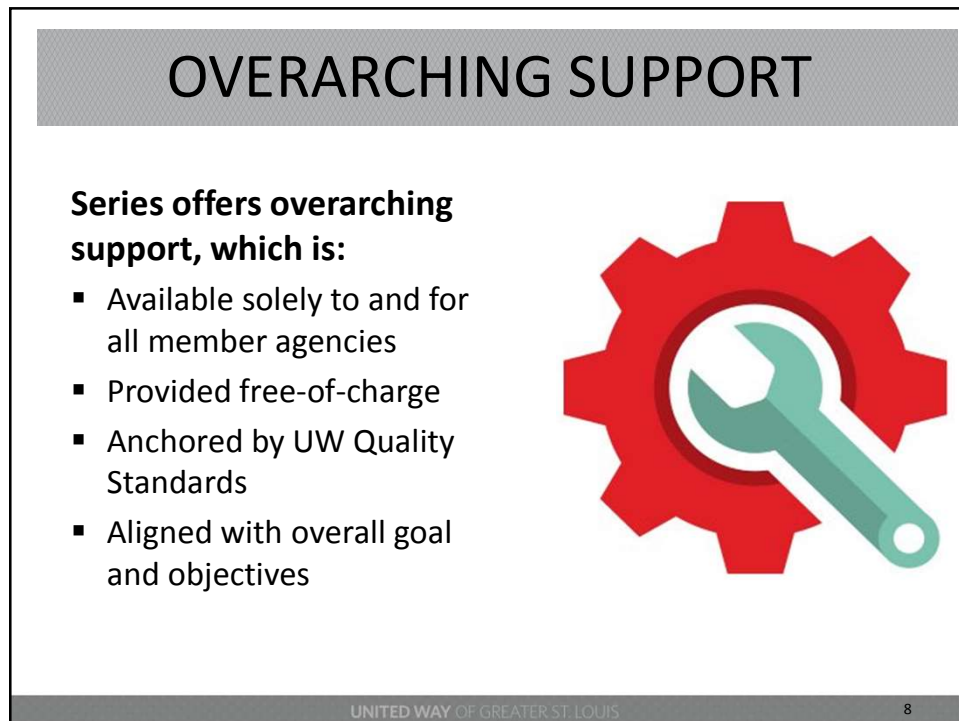 OVERARCHING SUPPORT
Series offers overarching
support, which is:
▪ Available solely to and for
all member agencies
▪ Provided free-of-charge
▪ Anchored by UW Quality
Standards
▪ Aligned with overall goal
and objectives
UNITED WAY OF GREATER ST. LOUIS
8